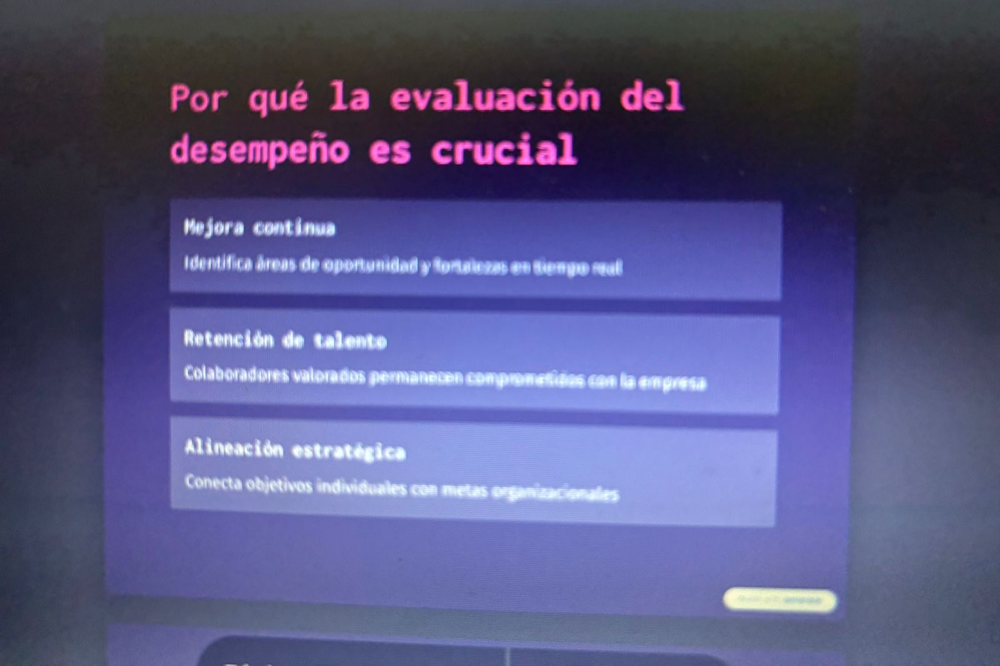 Por qué la evaluación del
desempeño es crucial
Mejora continua
Identifica áreas de oportunidad y fortalezas en tiempo real
Retención de talento
Colaboradores valorados permanecen comprometidos con la empresa
Alineación estratégica
Conecta objetivos individuales con metas organizacionales